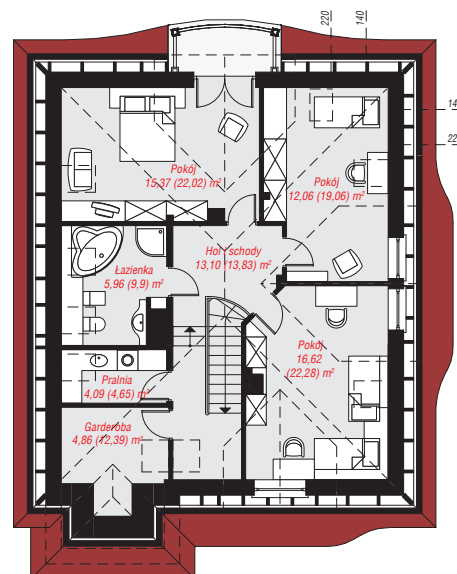 220
140
14
22
Pokój
15,37 (22,02) m²
Pokój
12,06 (19,06) m²
Hol+schody
13,10 (13,83) m²
Łazienka
5,96 (9,9) m²
Pokój
16,62
(22,28) m²
Pralnia
4,09 (4,65) m²
Garderoba
4,86 (12,39) m²